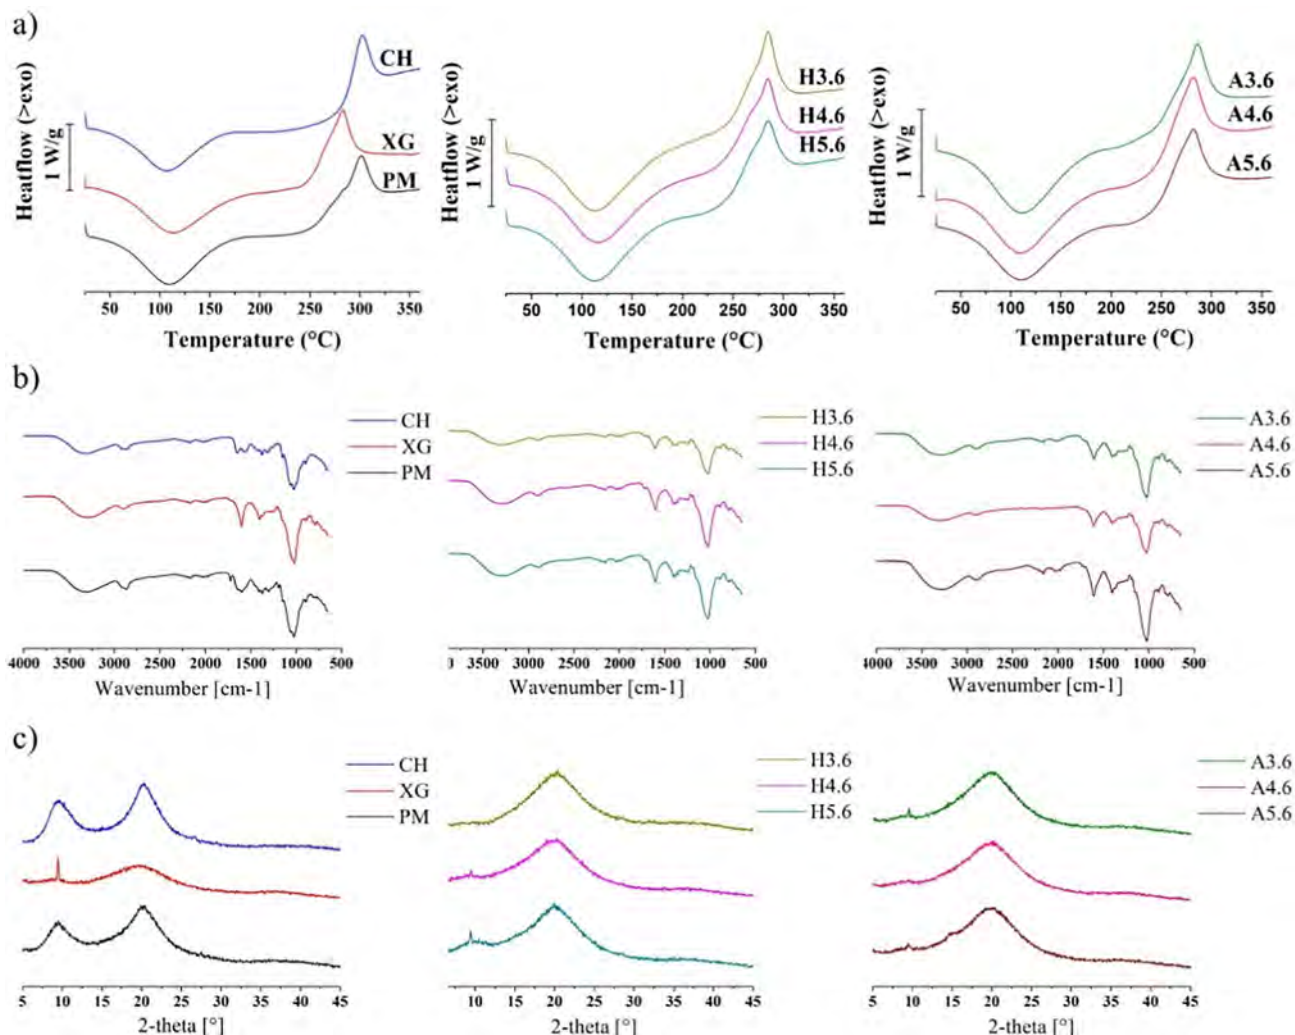 a)
Heatflow (>exo)
1 W/g
CH
XG
PM
50 100 150 200 250 300 350
Temperature (°C)
Heatflow (>exo)
1 W/g
H3.6
H4.6
H5.6
50 100 150 200 250 300 350
Temperature (°C)
Heatflow (>exo)
1 W/g
A3.6
A4.6
A5.6
50 100 150 200 250 300 350
Temperature (°C)
b)
CH
XG
PM
4000 3500 3000 2500 2000 1500 1000 500
Wavenumber [cm-1]
H3.6
H4.6
H5.6
3500 3000 2500 2000 1500 1000 500
Wavenumber [cm-1]
A3.6
A4.6
A5.6
4000 3500 3000 2500 2000 1500 1000 500
Wavenumber [cm-1]
c)
CH
XG
PM
5 10 15 20 25 30 35 40 45
2-theta [°]
H3.6
H4.6
H5.6
10 15 20 25 30 35 40 45
2-theta [°]
A3.6
A4.6
A5.6
5 10 15 20 25 30 35 40 45
2-theta [°]